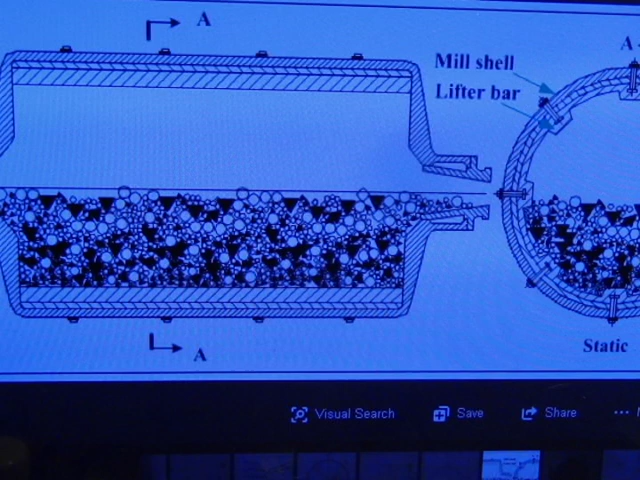 A
Mill shell
Lifter bar
A
A
Static
Visual Search
Save
Share